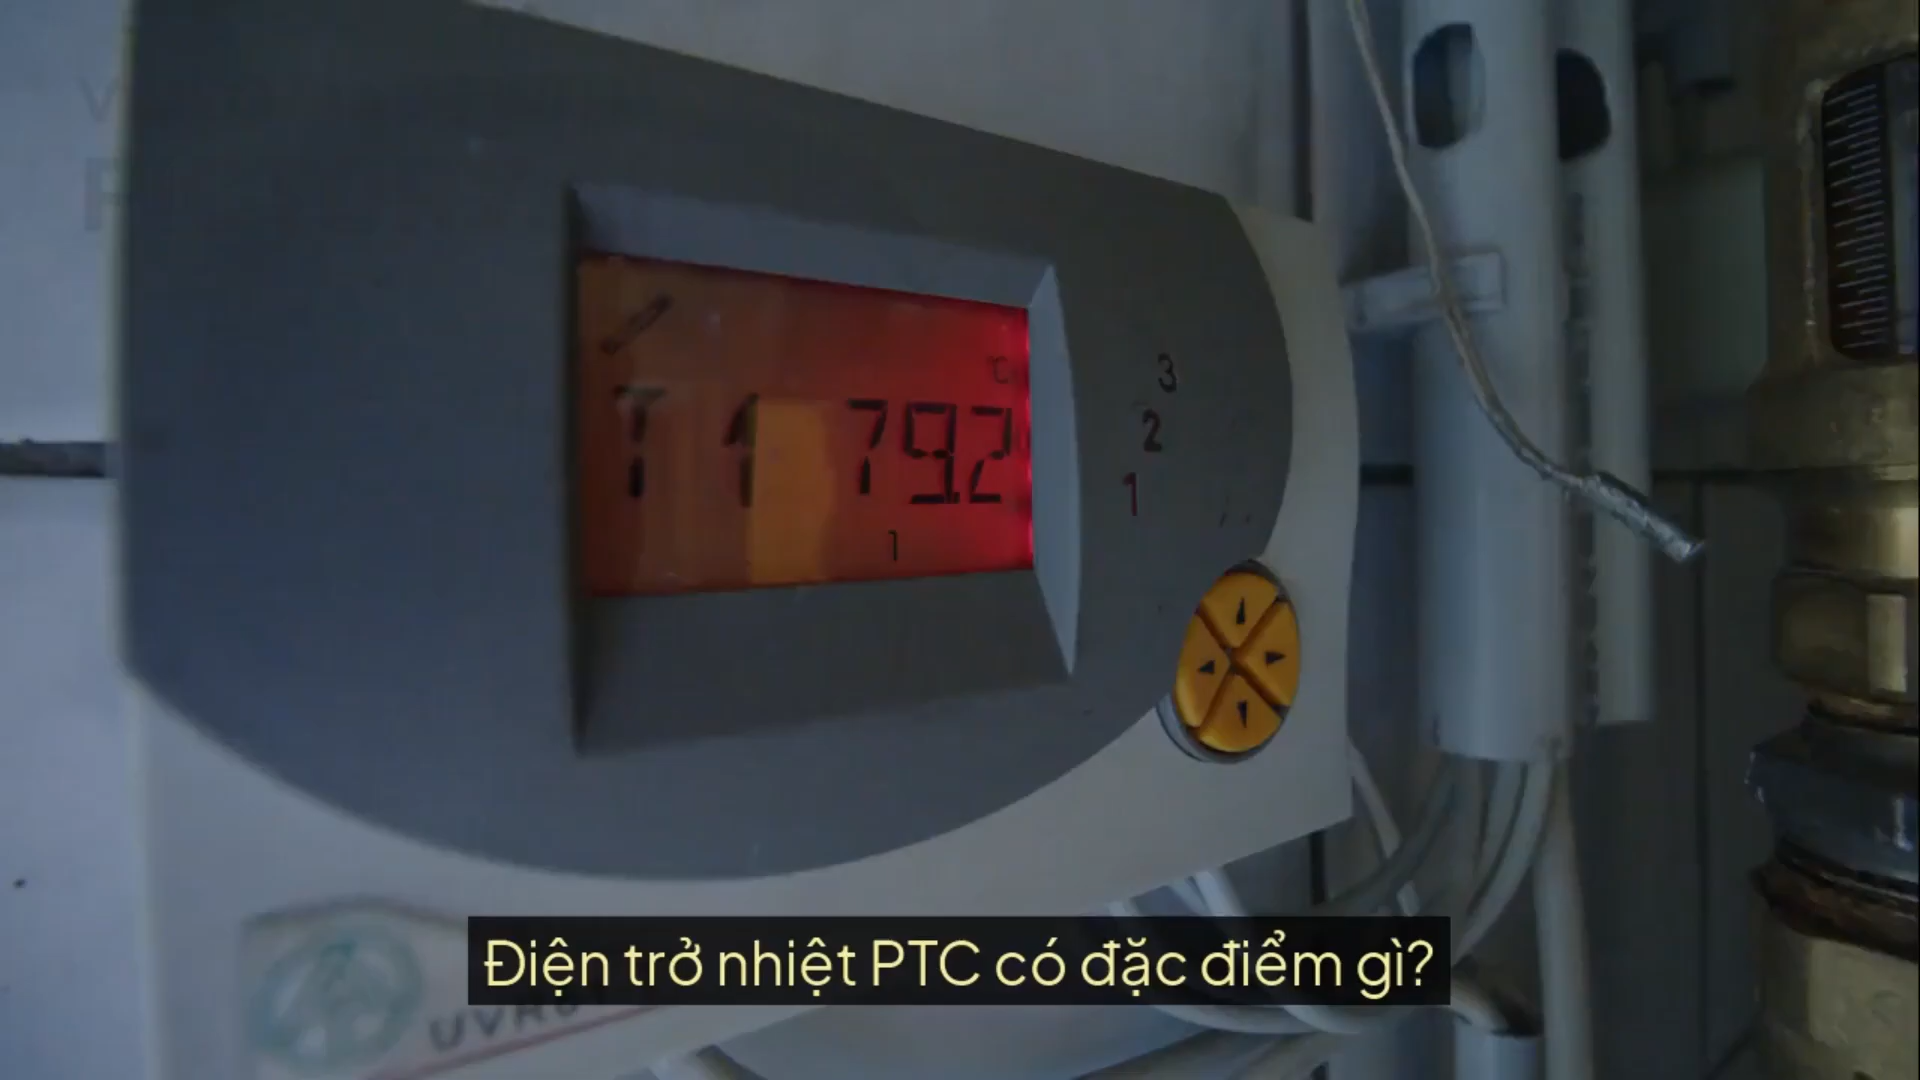 °C
T 1 79.2
1
3
2
1
Điện trở nhiệt PTC có đặc điểm gì?